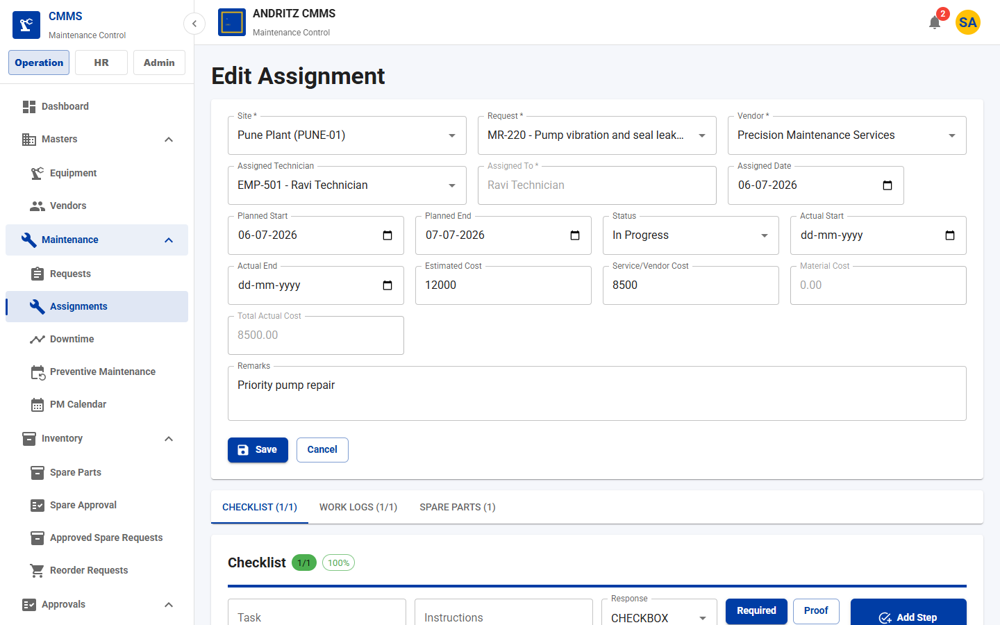 CMMS
Maintenance Control
Operation
HR
Admin
Dashboard
Masters
Equipment
Vendors
Maintenance
Requests
Assignments
Downtime
Preventive Maintenance
PM Calendar
Inventory
Spare Parts
Spare Approval
Approved Spare Requests
Reorder Requests
Approvals
ANDRITZ CMMS
Maintenance Control
2
SA
Edit Assignment
Site *
Pune Plant (PUNE-01)
Request *
MR-220 - Pump vibration and seal leak...
Vendor *
Precision Maintenance Services
Assigned Technician
EMP-501 - Ravi Technician
Assigned To *
Ravi Technician
Assigned Date
06-07-2026
Planned Start
06-07-2026
Planned End
07-07-2026
Status
In Progress
Actual Start
dd-mm-yyyy
Actual End
dd-mm-yyyy
Estimated Cost
12000
Service/Vendor Cost
8500
Material Cost
0.00
Total Actual Cost
8500.00
Remarks
Priority pump repair
Save
Cancel
CHECKLIST (1/1)
WORK LOGS (1/1)
SPARE PARTS (1)
Checklist
1/1
100%
Task
Instructions
Response
CHECKBOX
Required
Proof
Add Step